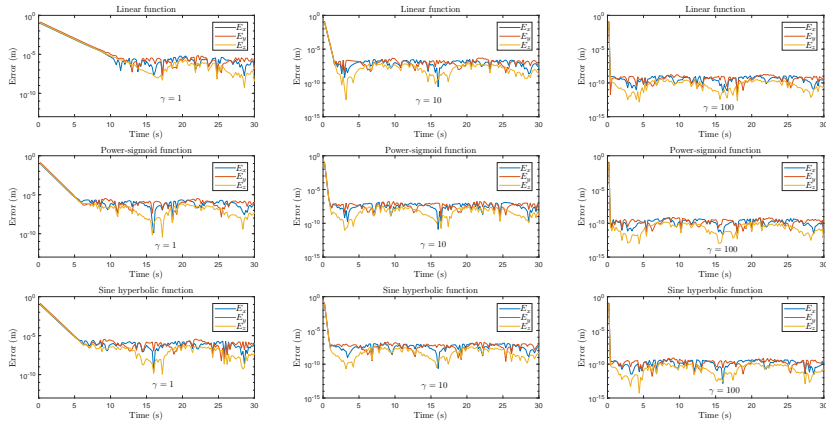 Linear function
Linear function
Linear function
Error (m)
10^0
10^-5
10^-10
E_x
E_y
E_z
γ = 1
0 5 10 15 20 25 30
Time (s)
Error (m)
10^0
10^-5
10^-10
10^-15
E_x
E_y
E_z
γ = 10
0 5 10 15 20 25 30
Time (s)
Error (m)
10^0
10^-5
10^-10
10^-15
E_x
E_y
E_z
γ = 100
0 5 10 15 20 25 30
Time (s)
Power-sigmoid function
Power-sigmoid function
Power-sigmoid function
Error (m)
10^0
10^-5
10^-10
E_x
E_y
E_z
γ = 1
0 5 10 15 20 25 30
Time (s)
Error (m)
10^0
10^-5
10^-10
10^-15
E_x
E_y
E_z
γ = 10
0 5 10 15 20 25 30
Time (s)
Error (m)
10^0
10^-5
10^-10
10^-15
E_x
E_y
E_z
γ = 100
0 5 10 15 20 25 30
Time (s)
Sine hyperbolic function
Sine hyperbolic function
Sine hyperbolic function
Error (m)
10^0
10^-5
10^-10
E_x
E_y
E_z
γ = 1
0 5 10 15 20 25 30
Time (s)
Error (m)
10^0
10^-5
10^-10
10^-15
E_x
E_y
E_z
γ = 10
0 5 10 15 20 25 30
Time (s)
Error (m)
10^0
10^-5
10^-10
10^-15
E_x
E_y
E_z
γ = 100
0 5 10 15 20 25 30
Time (s)